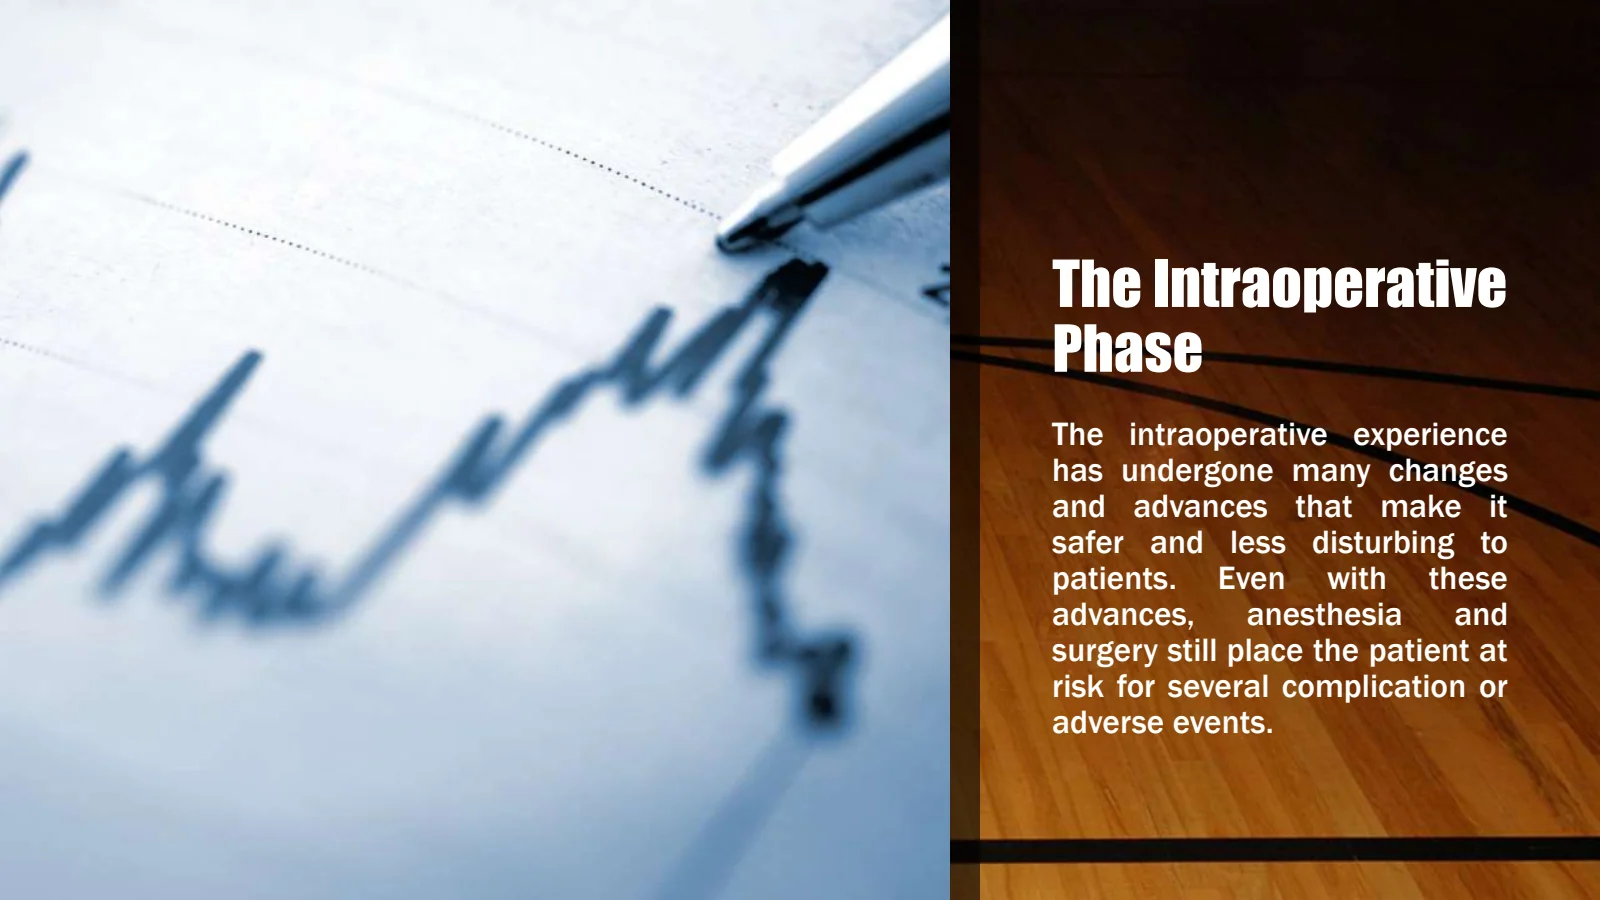 The Intraoperative
Phase
The intraoperative experience
has undergone many changes
and advances that make it
safer and less disturbing to
patients. Even with these
advances, anesthesia and
surgery still place the patient at
risk for several complication or
adverse events.